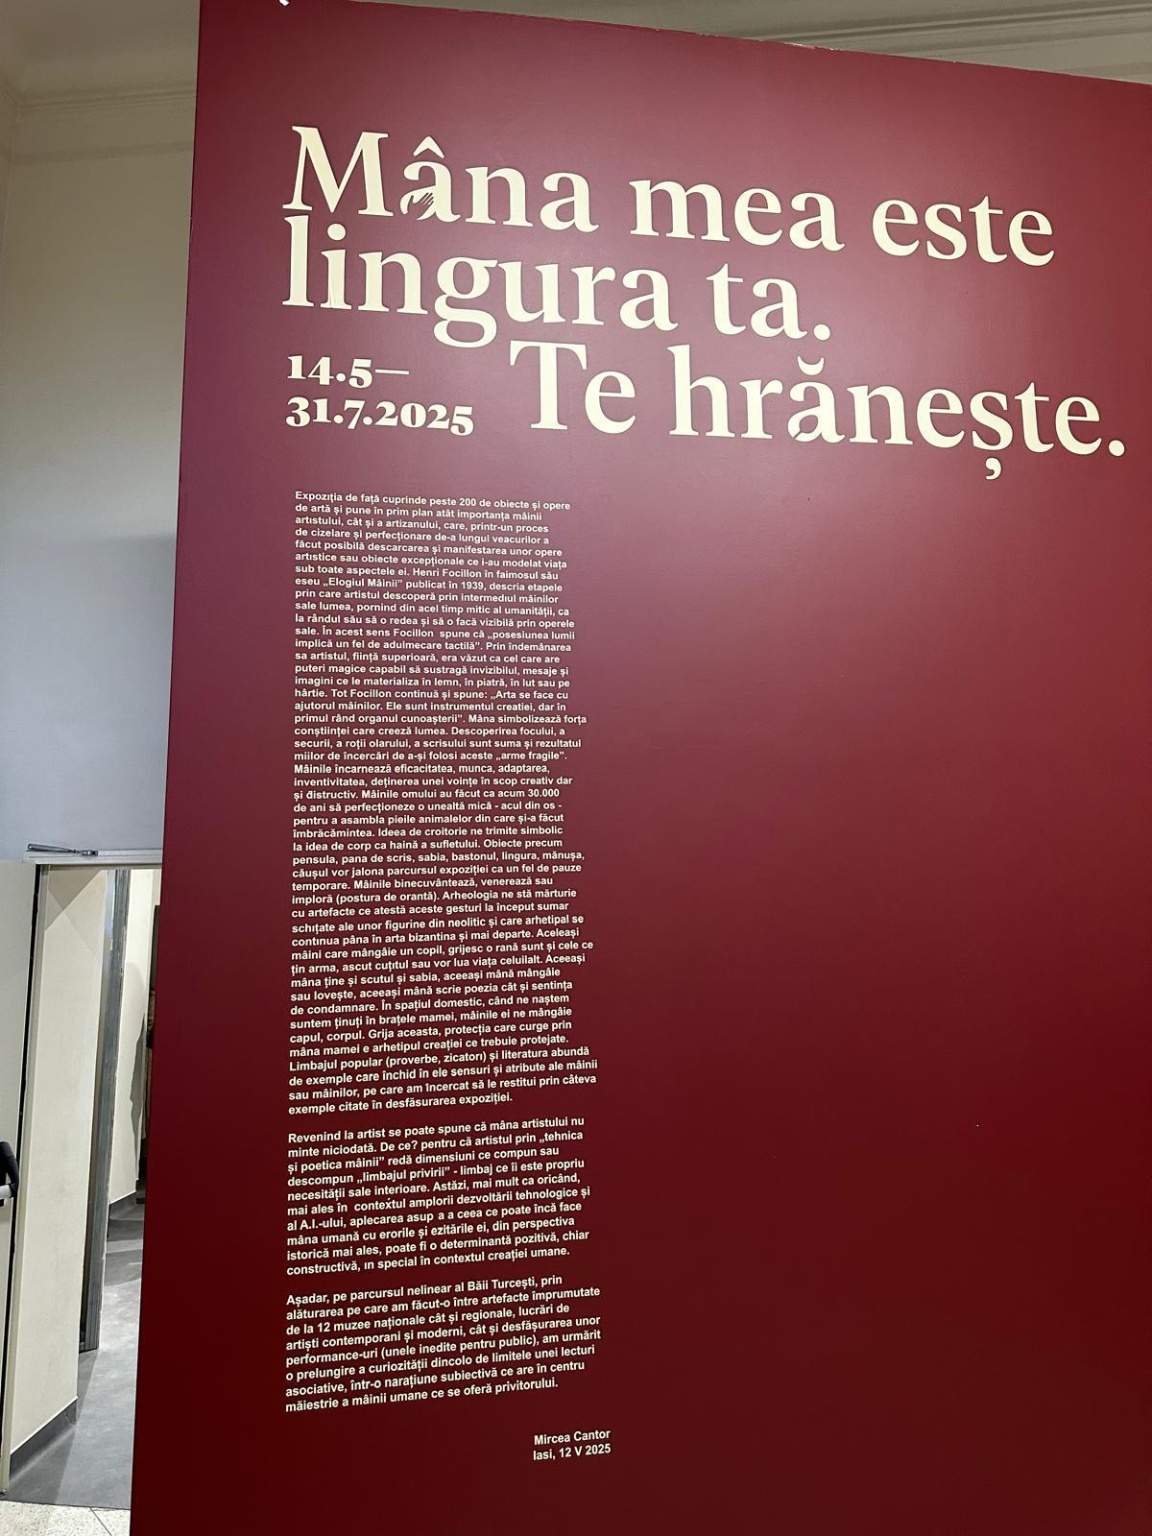 Mâna mea este
lingura ta.
14.5—
31.7.2025
Te hrănește.
Expoziția de față cuprinde peste 200 de obiecte și opere
de artă și pune în prim plan atât importanța mâinii
artistului, cât și a artizanului, care, printr-un proces
de cizelare și perfecționare de-a lungul veacurilor a
făcut posibilă descarcarea și manifestarea unor opere
artistice sau obiecte excepționale ce i-au modelat viața
sub toate aspectele ei. Henri Focillon în faimosul său
eseu „Elogiul Mâinii” publicat în 1939, descria etapele
prin care artistul descoperă prin intermediul mâinilor
sale lumea, pornind din acel timp mitic al umanității, ca
la rândul său să o redea și să o facă vizibilă prin operele
sale. În acest sens Focillon spune că „posesiunea lumii
implică un fel de adulmecare tactilă”. Prin îndemânarea
sa artistul, ființă superioară, era văzut ca cel care are
puteri magice capabil să sustragă invizibilul, mesaje și
imagini ce le materializa în lemn, în piatră, în lut sau pe
hârtie. Tot Focillon continuă și spune: „Arta se face cu
ajutorul mâinilor. Ele sunt instrumentul creatiei, dar în
primul rând organul cunoașterii”. Mâna simbolizează forța
conștiinței care creeză lumea. Descoperirea focului, a
securii, a roții olarului, a scrisului sunt suma și rezultatul
miilor de încercări de a-și folosi aceste „arme fragile”.
Mâinile încarnează eficacitatea, munca, adaptarea,
inventivitatea, deținerea unei voințe în scop creativ dar
și distructiv. Mâinile omului au făcut ca acum 30.000
de ani să perfecționeze o unealtă mică - acul din os -
pentru a asambla pieile animalelor din care și-a făcut
îmbrăcămintea. Ideea de croitorie ne trimite simbolic
la idea de corp ca haină a sufletului. Obiecte precum
pensula, pana de scris, sabia, bastonul, lingura, mănușa,
căușul vor jalona parcursul expoziției ca un fel de pauze
temporare. Mâinile binecuvântează, venerează sau
imploră (postura de orantă). Arheologia ne stă mărturie
cu artefacte ce atestă aceste gesturi la început sumar
schițate ale unor figurine din neolitic și care arhetipal se
continua pâna în arta bizantina și mai departe. Aceleași
mâini care mângâie un copil, grijesc o rană sunt și cele ce
țin arma, ascut cuțitul sau vor lua viața celuilalt. Aceeași
mâna ține și scutul și sabia, aceeași mână mângâie
sau lovește, aceeași mână scrie poezia cât și sentința
de condamnare. În spațiul domestic, când ne naștem
suntem ținuți în brațele mamei, mâinile ei ne mângâie
capul, corpul. Grija aceasta, protecția care curge prin
mâna mamei e arhetipul creației ce trebuie protejate.
Limbajul popular (proverbe, zicatori) și literatura abundă
de exemple care închid în ele sensuri și atribute ale mâinii
sau mâinilor, pe care am încercat să le restitui prin câteva
exemple citate în desfăsurarea expoziției.
Revenind la artist se poate spune că mâna artistului nu
minte niciodată. De ce? pentru că artistul prin „tehnica
și poetica mâinii” redă dimensiuni ce compun sau
descompun „limbajul privirii” - limbaj ce îi este propriu
necesității sale interioare. Astăzi, mai mult ca oricând,
mai ales în contextul amplorii dezvoltării tehnologice și
al A.I.-ului, aplecarea asup a a ceea ce poate încă face
mâna umană cu erorile și ezitările ei, din perspectiva
istorică mai ales, poate fi o determinantă pozitivă, chiar
constructivă, in special în contextul creației umane.
Așadar, pe parcursul nelinear al Băii Turcești, prin
alăturarea pe care am făcut-o între artefacte împrumutate
de la 12 muzee naționale cât și regionale, lucrări de
artiști contemporani și moderni, cât și desfășurarea unor
performance-uri (unele inedite pentru public), am urmărit
o prelungire a curiozității dincolo de limitele unei lecturi
asociative, într-o narațiune subiectivă ce are în centru
măiestrie a mâinii umane ce se oferă privitorului.
Mircea Cantor
Iasi, 12 V 2025